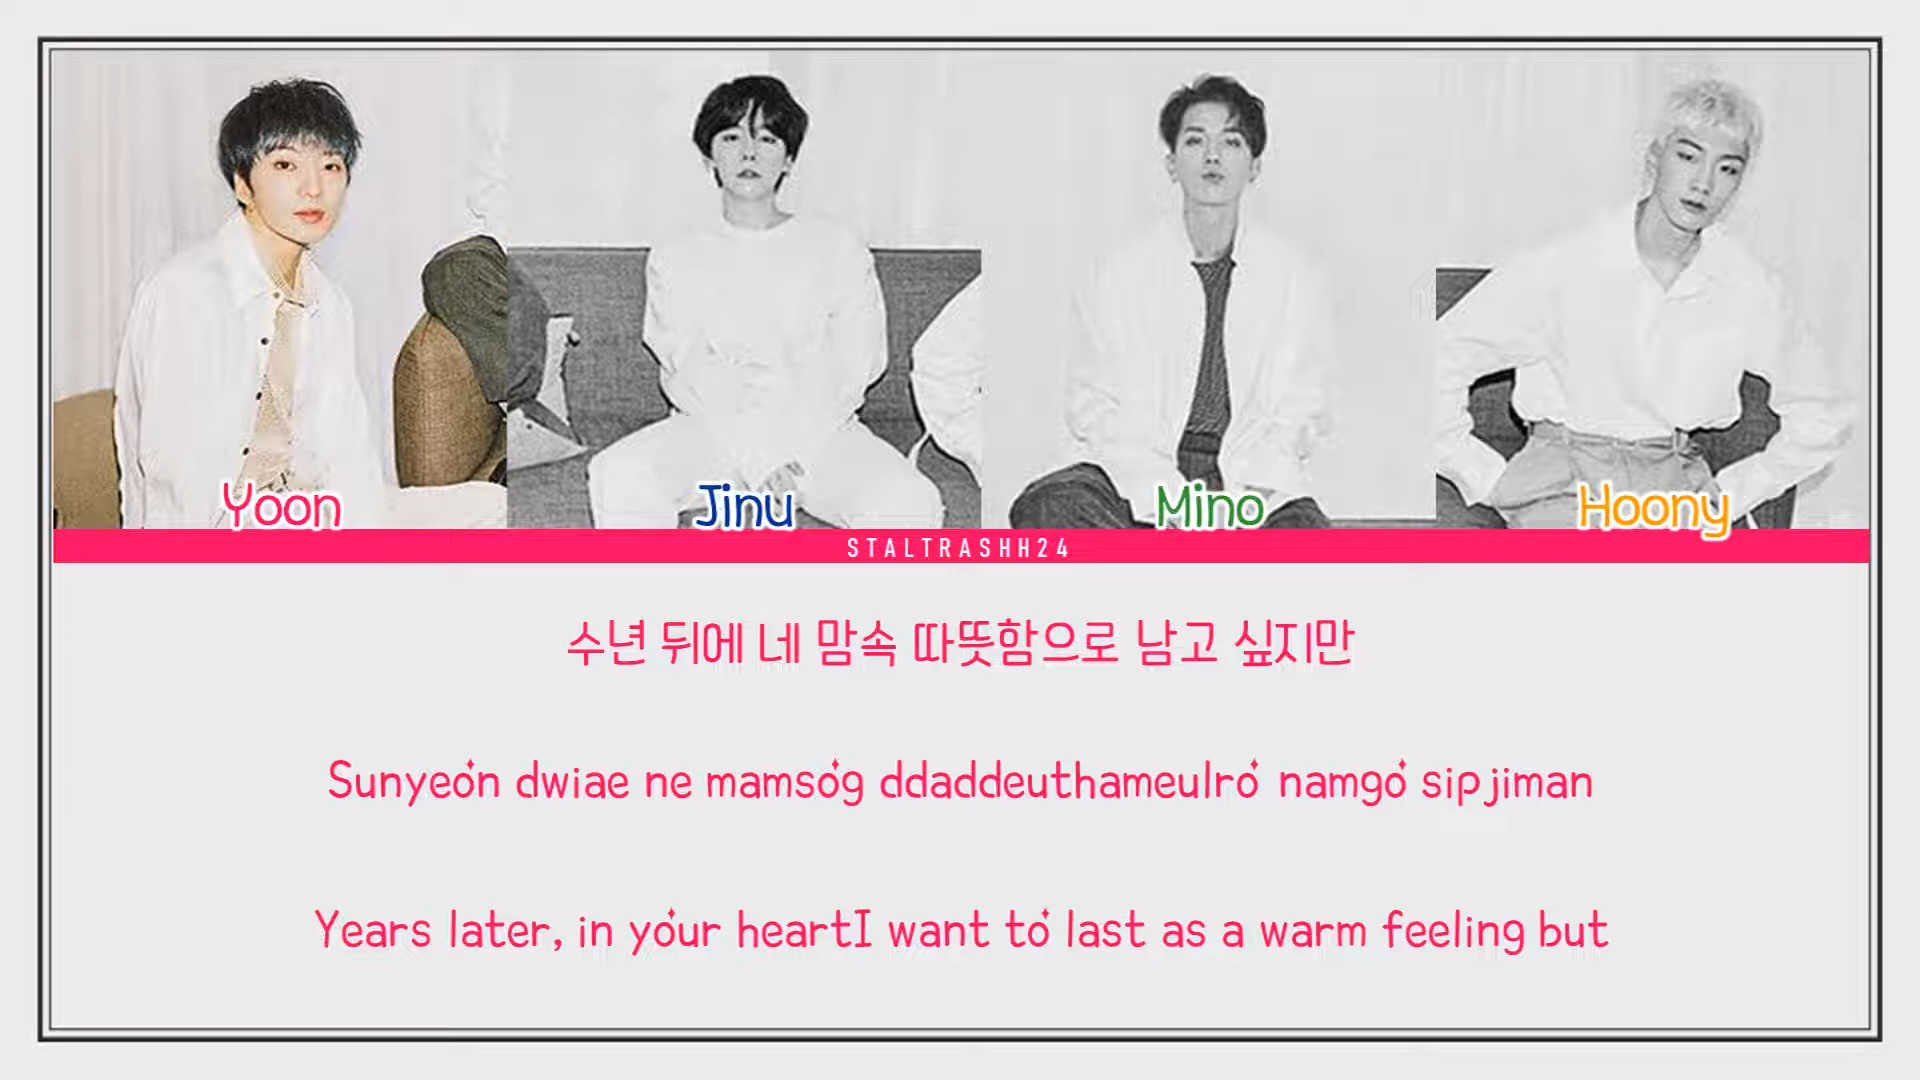 Yoon Jinu Mino Hoony
STALTRASHH24
수년 뒤에 네 맘속 따뜻함으로 남고 싶지만
Sunyeon dwiae ne mamsog ddaddeuthameulro namgo sipjiman
Years later, in your heartI want to last as a warm feeling but